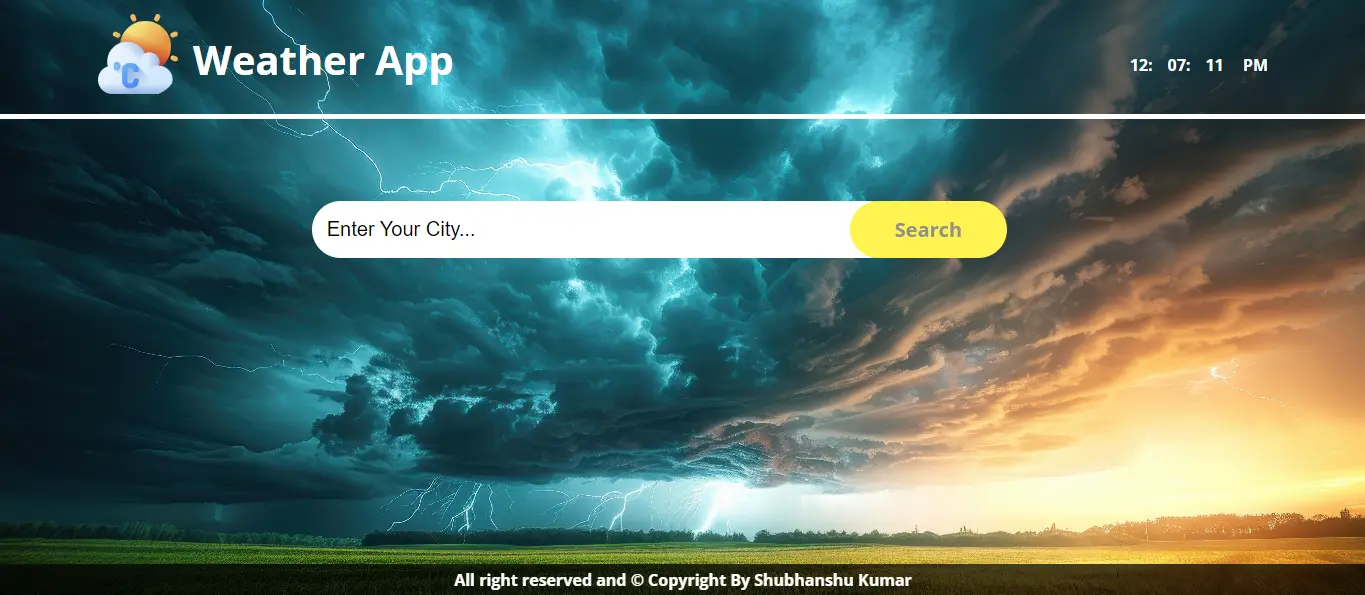 °C
Weather App
12: 07: 11 PM
Enter Your City...
Search
All right reserved and © Copyright By Shubhanshu Kumar